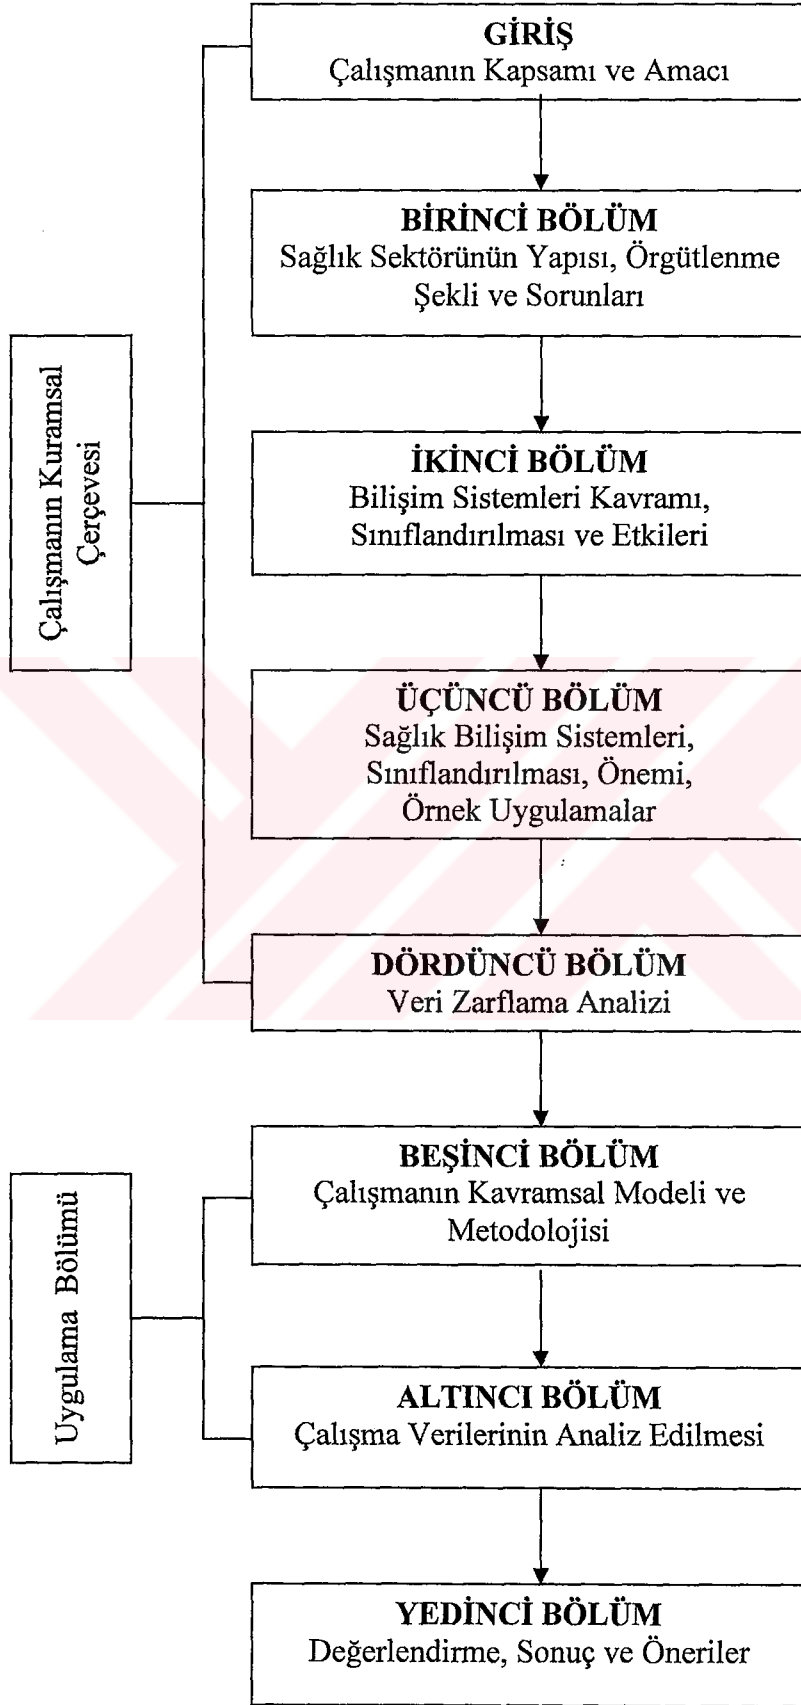 GİRİŞ
Çalışmanın Kapsamı ve Amacı
BİRİNCİ BÖLÜM
Sağlık Sektörünün Yapısı, Örgütlenme
Şekli ve Sorunları
Çalışmanın Kuramsal
Çerçevesi
İKİNCİ BÖLÜM
Bilişim Sistemleri Kavramı,
Sınıflandırılması ve Etkileri
ÜÇÜNCÜ BÖLÜM
Sağlık Bilişim Sistemleri,
Sınıflandırılması, Önemi,
Örnek Uygulamalar
DÖRDÜNCÜ BÖLÜM
Veri Zarflama Analizi
BEŞİNCİ BÖLÜM
Çalışmanın Kavramsal Modeli ve
Metodolojisi
Uygulama Bölümü
ALTINCI BÖLÜM
Çalışma Verilerinin Analiz Edilmesi
YEDİNCİ BÖLÜM
Değerlendirme, Sonuç ve Öneriler